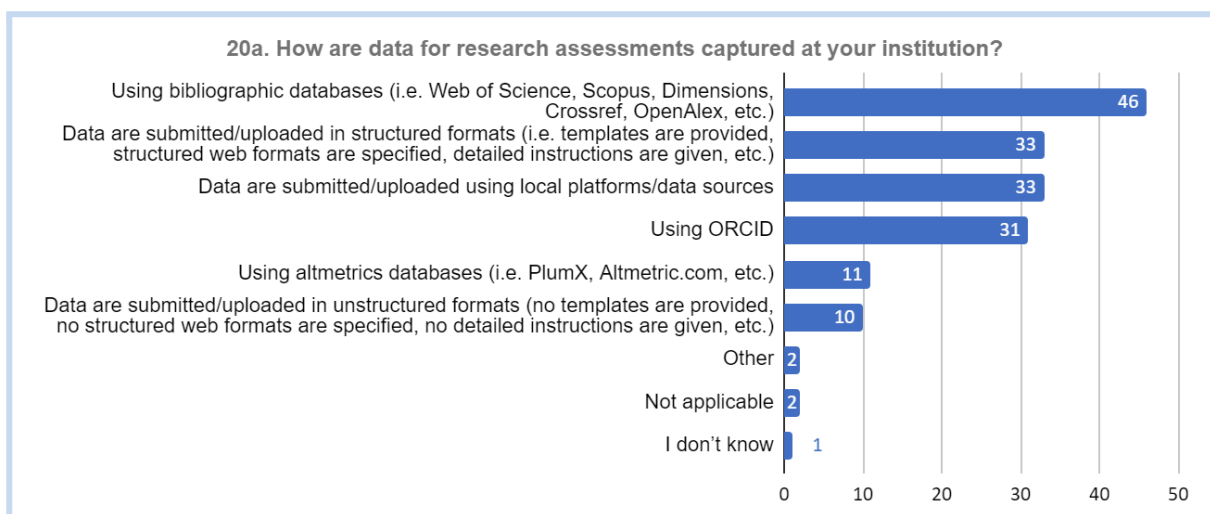 20a. How are data for research assessments captured at your institution?
Using bibliographic databases (i.e. Web of Science, Scopus, Dimensions,
Crossref, OpenAlex, etc.)
46
Data are submitted/uploaded in structured formats (i.e. templates are provided,
structured web formats are specified, detailed instructions are given, etc.)
33
Data are submitted/uploaded using local platforms/data sources
33
Using ORCID
31
Using altmetrics databases (i.e. PlumX, Altmetric.com, etc.)
11
Data are submitted/uploaded in unstructured formats (no templates are provided,
no structured web formats are specified, no detailed instructions are given, etc.)
10
Other
2
Not applicable
2
I don’t know
1
0 10 20 30 40 50